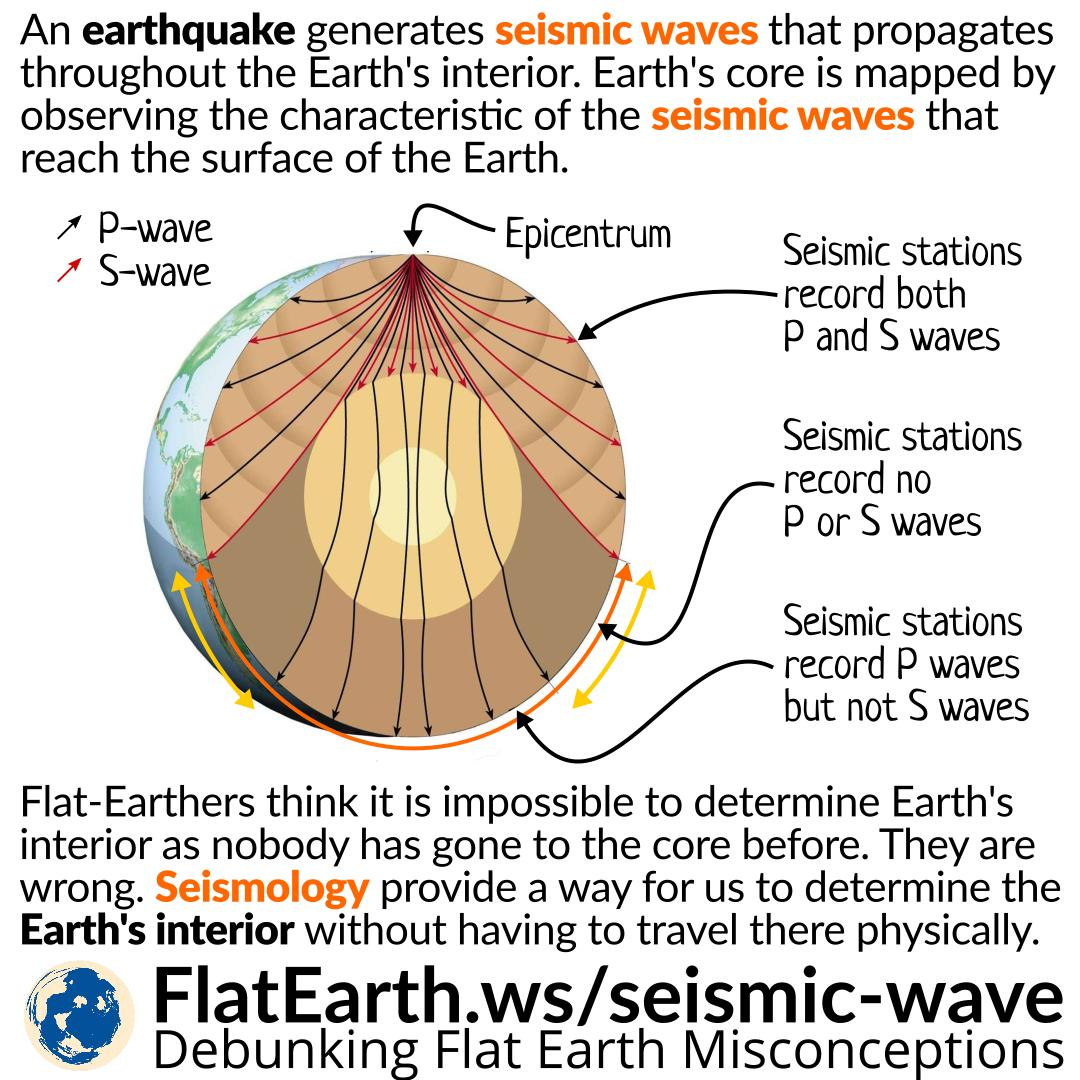 An earthquake generates seismic waves that propagates
throughout the Earth's interior. Earth's core is mapped by
observing the characteristic of the seismic waves that
reach the surface of the Earth.
P-wave
S-wave
Epicentrum
Seismic stations
record both
P and S waves
Seismic stations
record no
P or S waves
Seismic stations
record P waves
but not S waves
Flat-Earthers think it is impossible to determine Earth's
interior as nobody has gone to the core before. They are
wrong. Seismology provide a way for us to determine the
Earth's interior without having to travel there physically.
FlatEarth.ws/seismic-wave
Debunking Flat Earth Misconceptions